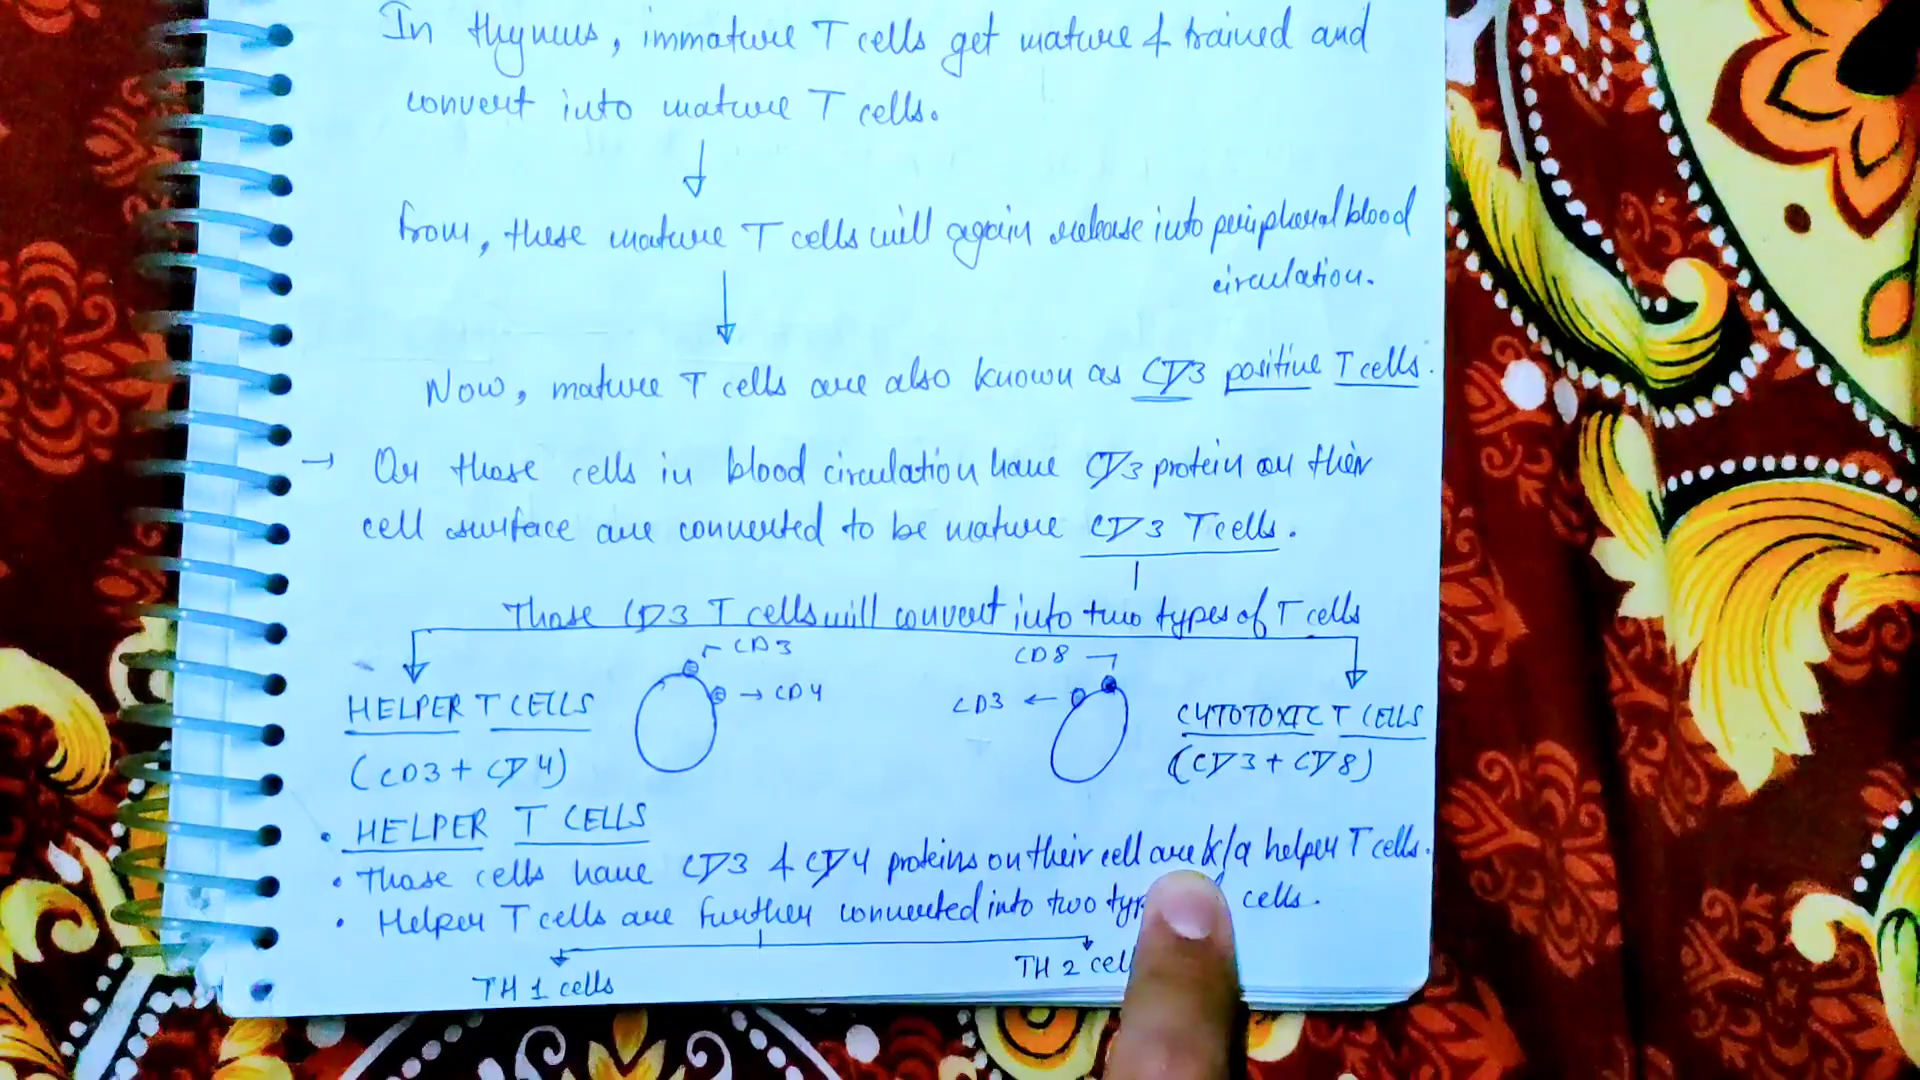 In thymus, immature T cells get mature & trained and
convert into mature T cells.
from, these mature T cells will again release into peripheral blood
circulation.
Now, mature T cells are also known as CD3 positive T cells.
→ Or those cells in blood circulation have CD3 protein on their
cell surface are converted to be mature CD3 T cells.
Those CD3 T cells will convert into two types of T cells
CD3
CD8
→ CD4
CD3 ←
HELPER T CELLS
CYTOTOXIC T CELLS
(CD3 + CD4)
(CD3 + CD8)
• HELPER T CELLS
• Those cells have CD3 & CD4 proteins on their cell are k/a helper T cells.
• Helper T cells are further converted into two cells.
TH 1 cells
TH 2